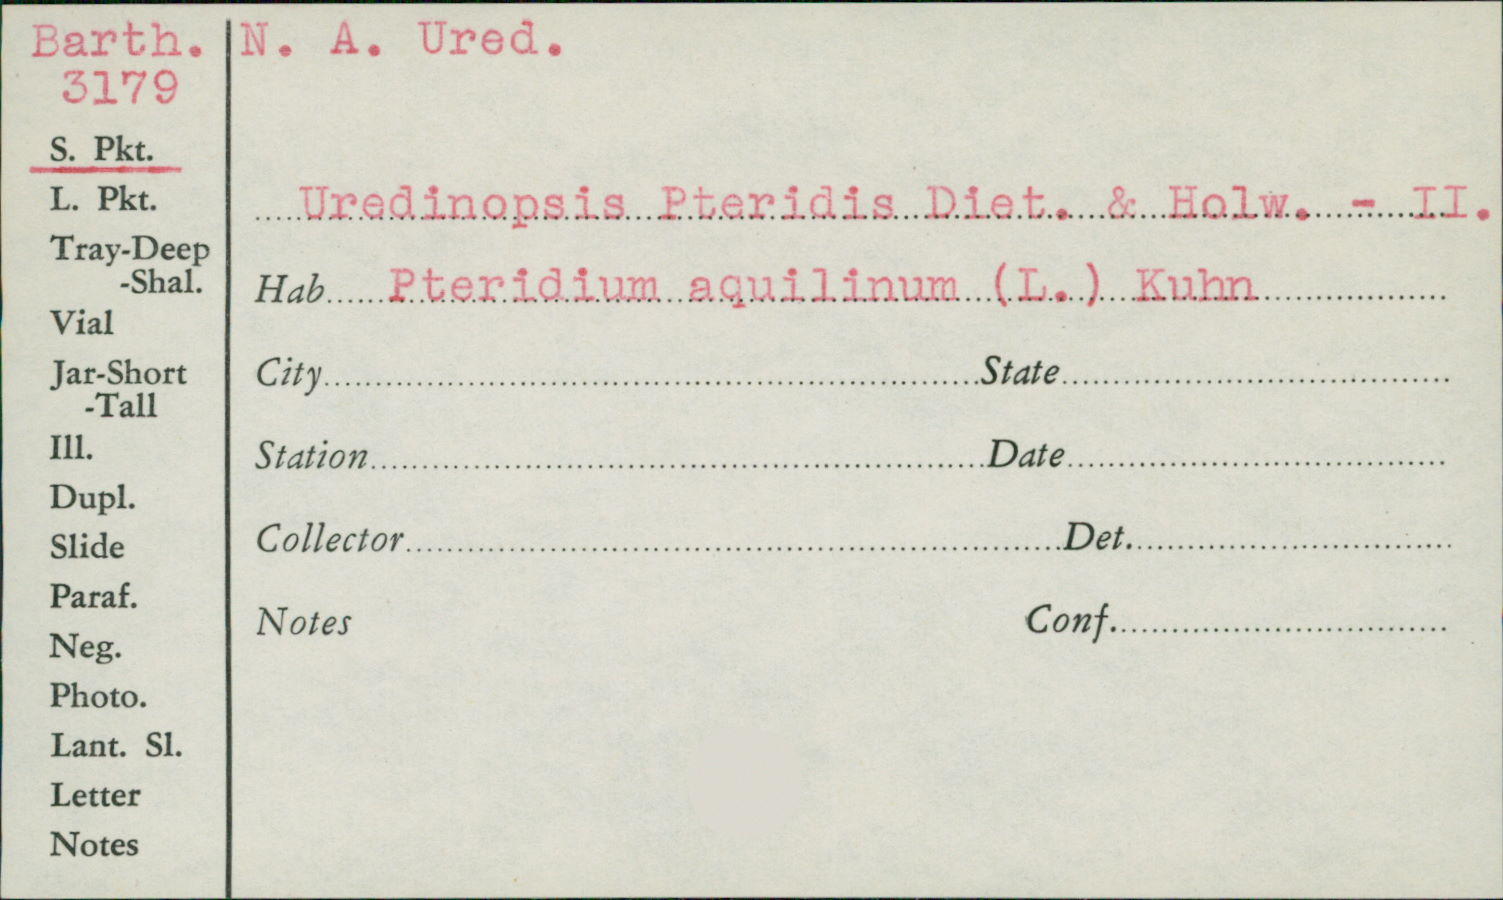 Barth.
3179
S. Pkt.
L. Pkt.
Tray-Deep
-Shal.
Vial
Jar-Short
-Tall
Ill.
Dupl.
Slide
Paraf.
Neg.
Photo.
Lant. Sl.
Letter
Notes
N. A. Ured.
Uredinopsis Pteridis Diet. & Holw. - II.
Hab Pteridium aquilinum (L.) Kuhn
City State
Station Date
Collector Det.
Notes Conf.